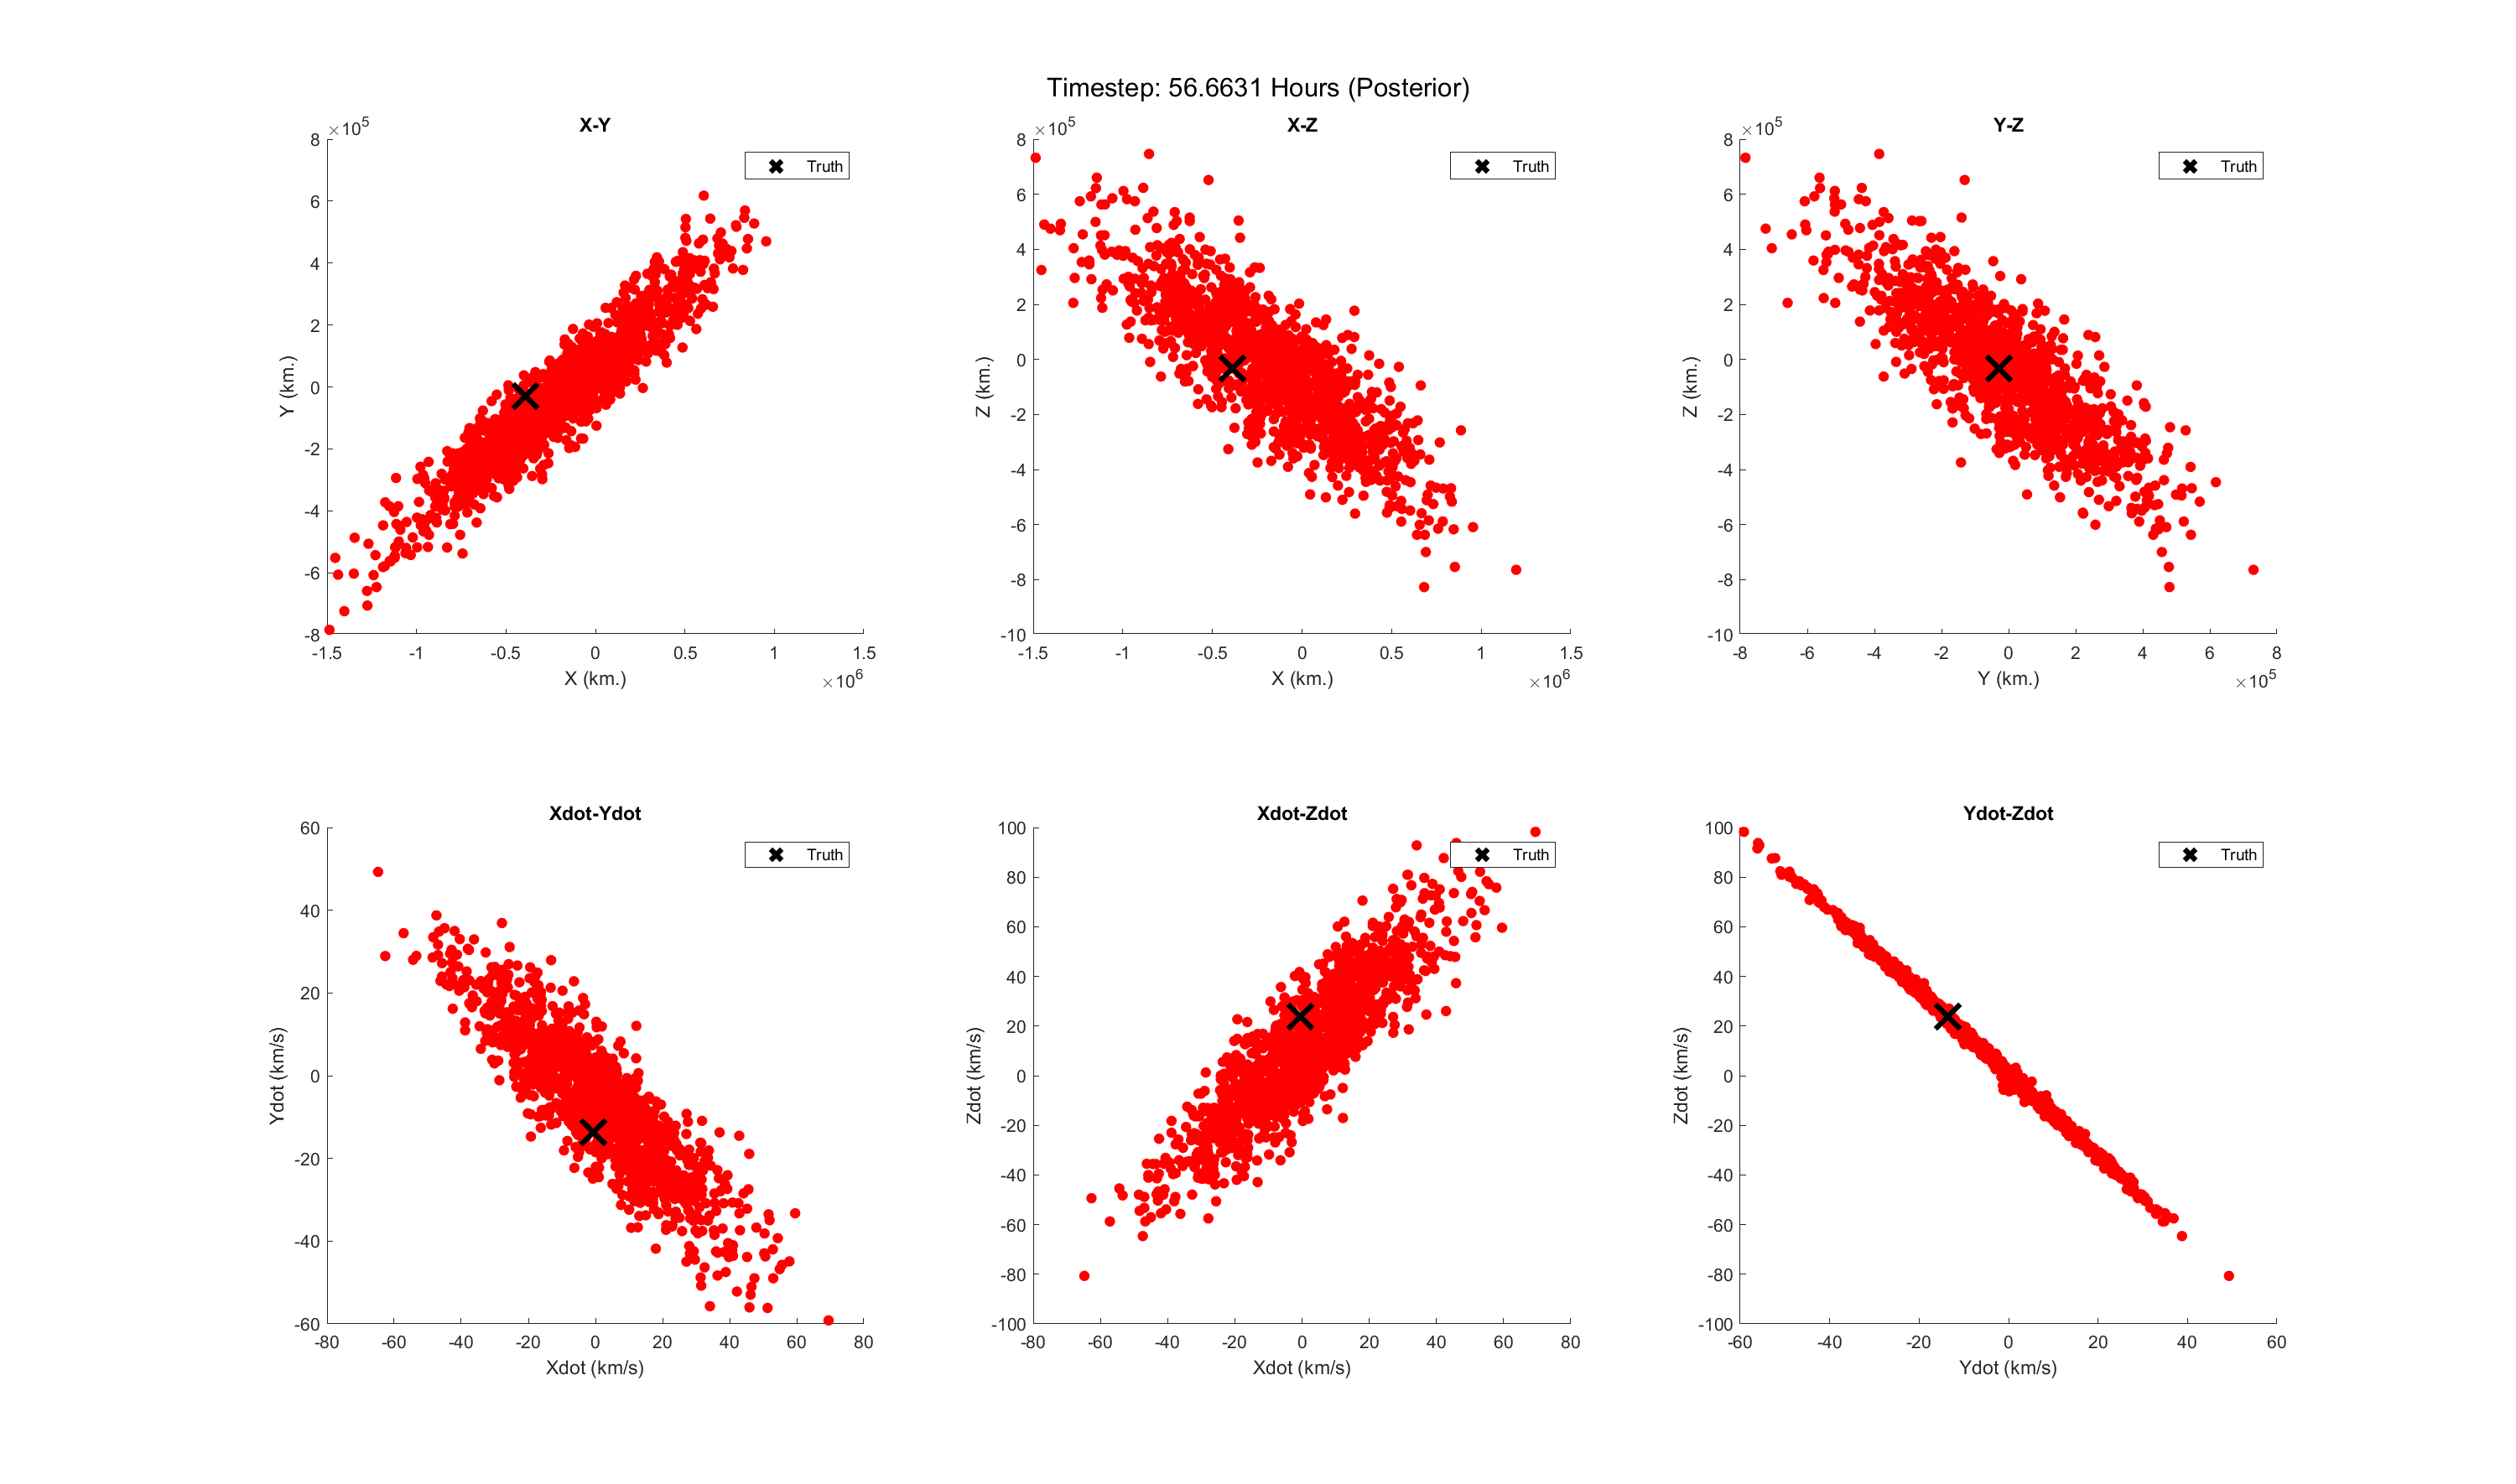 Timestep: 56.6631 Hours (Posterior)
X-Y
×10^5
8
6
4
2
0
-2
-4
-6
-8
Y (km.)
Truth
-1.5 -1 -0.5 0 0.5 1 1.5
X (km.)
×10^6
X-Z
×10^5
8
6
4
2
0
-2
-4
-6
-8
-10
Z (km.)
Truth
-1.5 -1 -0.5 0 0.5 1 1.5
X (km.)
×10^6
Y-Z
×10^5
8
6
4
2
0
-2
-4
-6
-8
-10
Z (km.)
Truth
-8 -6 -4 -2 0 2 4 6 8
Y (km.)
×10^5
Xdot-Ydot
60
40
20
0
-20
-40
-60
Ydot (km/s)
Truth
-80 -60 -40 -20 0 20 40 60 80
Xdot (km/s)
Xdot-Zdot
100
80
60
40
20
0
-20
-40
-60
-80
-100
Zdot (km/s)
Truth
-80 -60 -40 -20 0 20 40 60 80
Xdot (km/s)
Ydot-Zdot
100
80
60
40
20
0
-20
-40
-60
-80
-100
Zdot (km/s)
Truth
-60 -40 -20 0 20 40 60
Ydot (km/s)